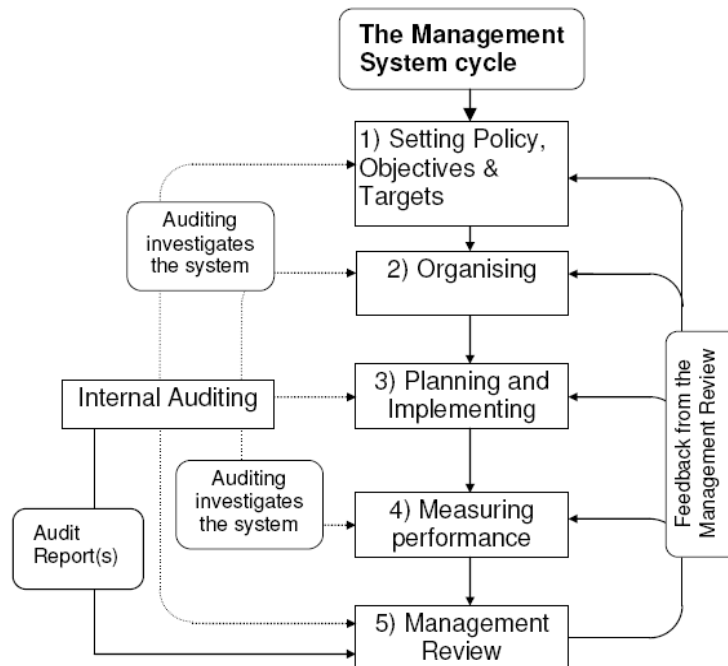 The Management
System cycle
1) Setting Policy,
Objectives &
Targets
Auditing
investigates
the system
2) Organising
Internal Auditing
3) Planning and
Implementing
Feedback from the
Management Review
Auditing
investigates
the system
4) Measuring
performance
Audit
Report(s)
5) Management
Review